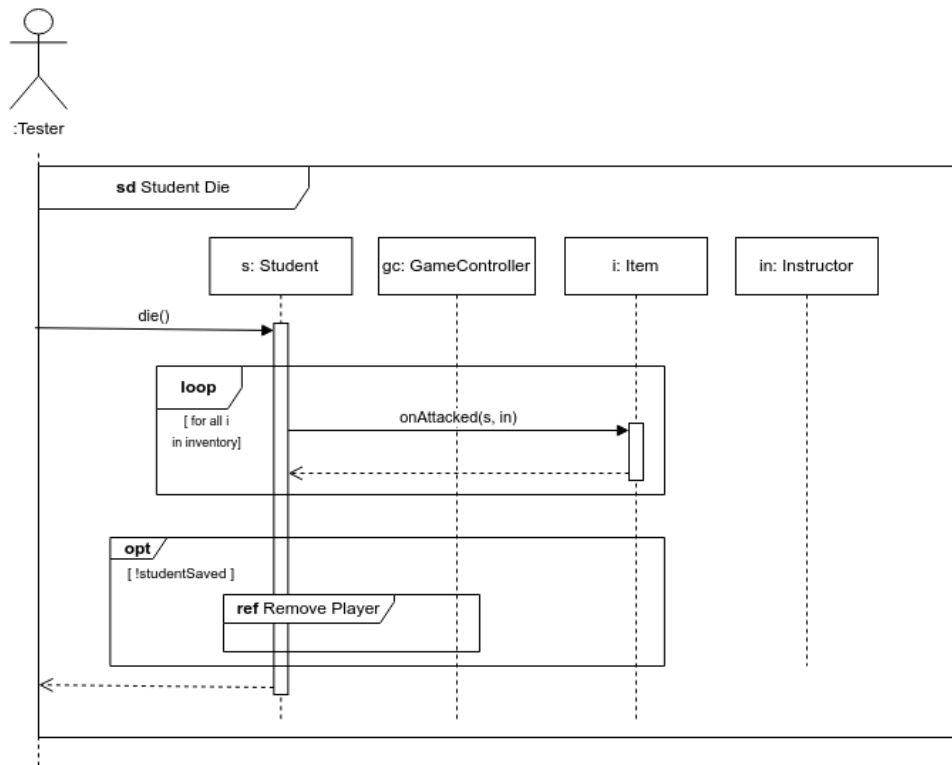 :Tester
sd Student Die
s: Student
gc: GameController
i: Item
in: Instructor
die()
loop
[ for all i
in inventory]
onAttacked(s, in)
opt
[ !studentSaved ]
ref Remove Player